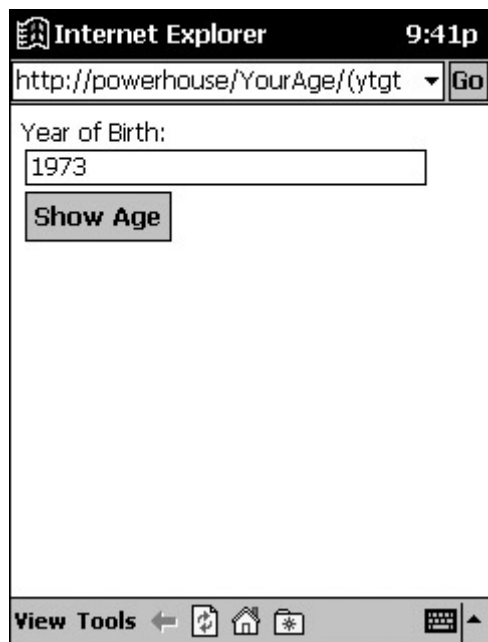 Internet Explorer 9:41p
http://powerhouse/YourAge/(ytgt Go
Year of Birth:
1973
Show Age
View Tools